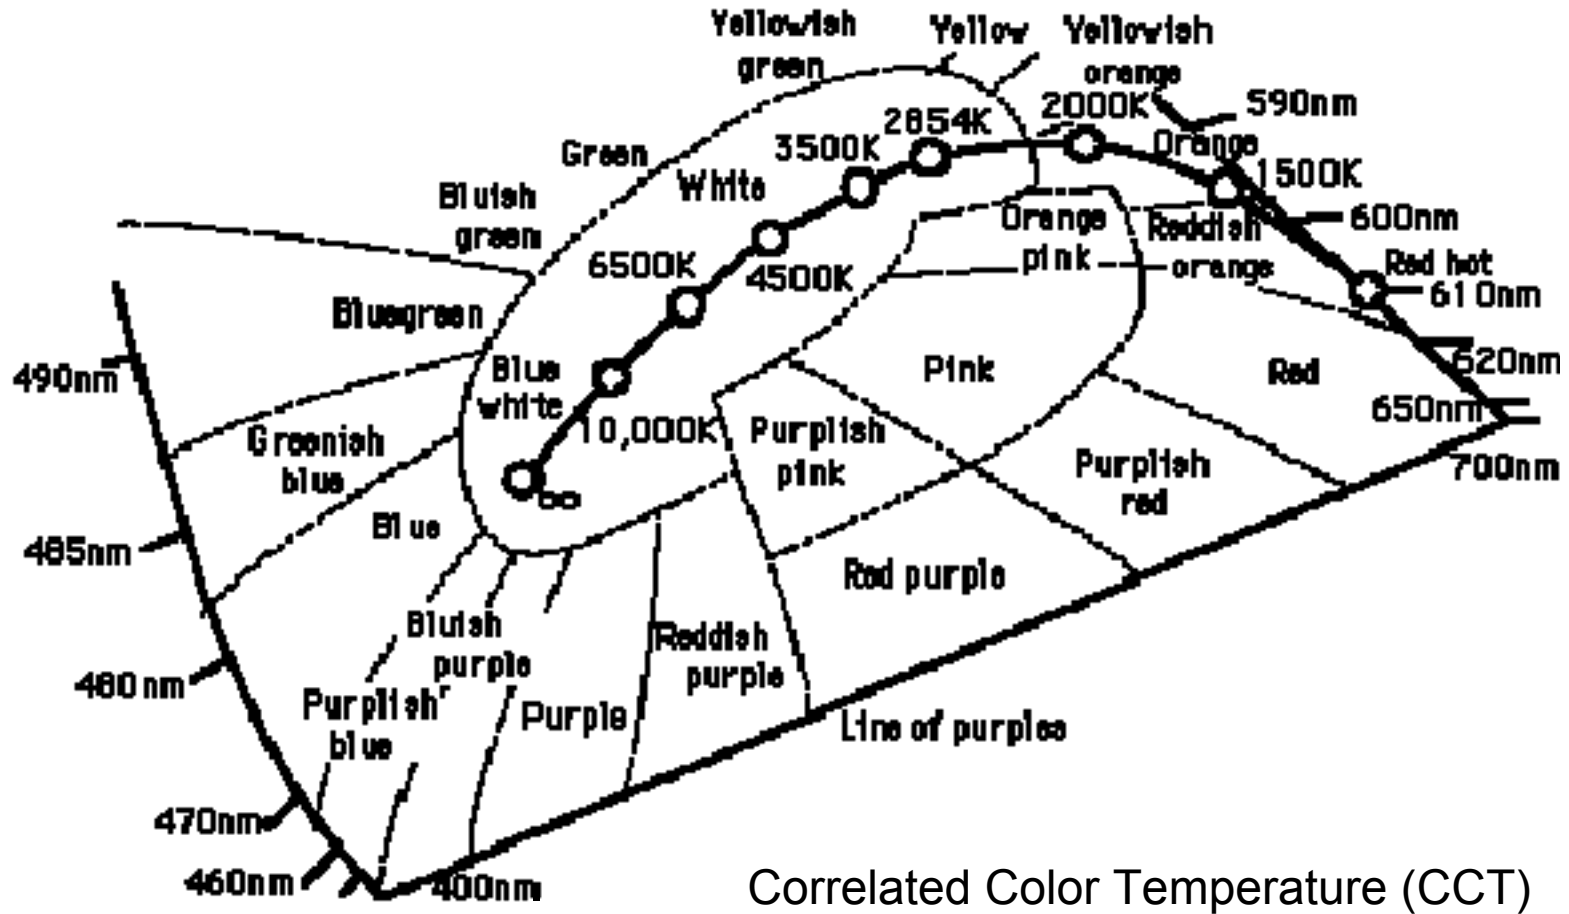 Yellowish
green
Yellow
Yellowish
orange
590nm
2000K
2854K
3500K
Green
White
Orange
1500K
Bluish
green
600nm
Orange
pink
Reddish
orange
6500K
4500K
Red hot
610nm
Bluegreen
620nm
490nm
Blue
white
Pink
Red
650nm
10,000K
Greenish
blue
Purplish
pink
Purplish
red
700nm
∞
Blue
485nm
Red purple
Bluish
purple
Reddish
purple
480nm
Purplish
blue
Purple
Line of purples
470nm
460nm
400nm
Correlated Color Temperature (CCT)